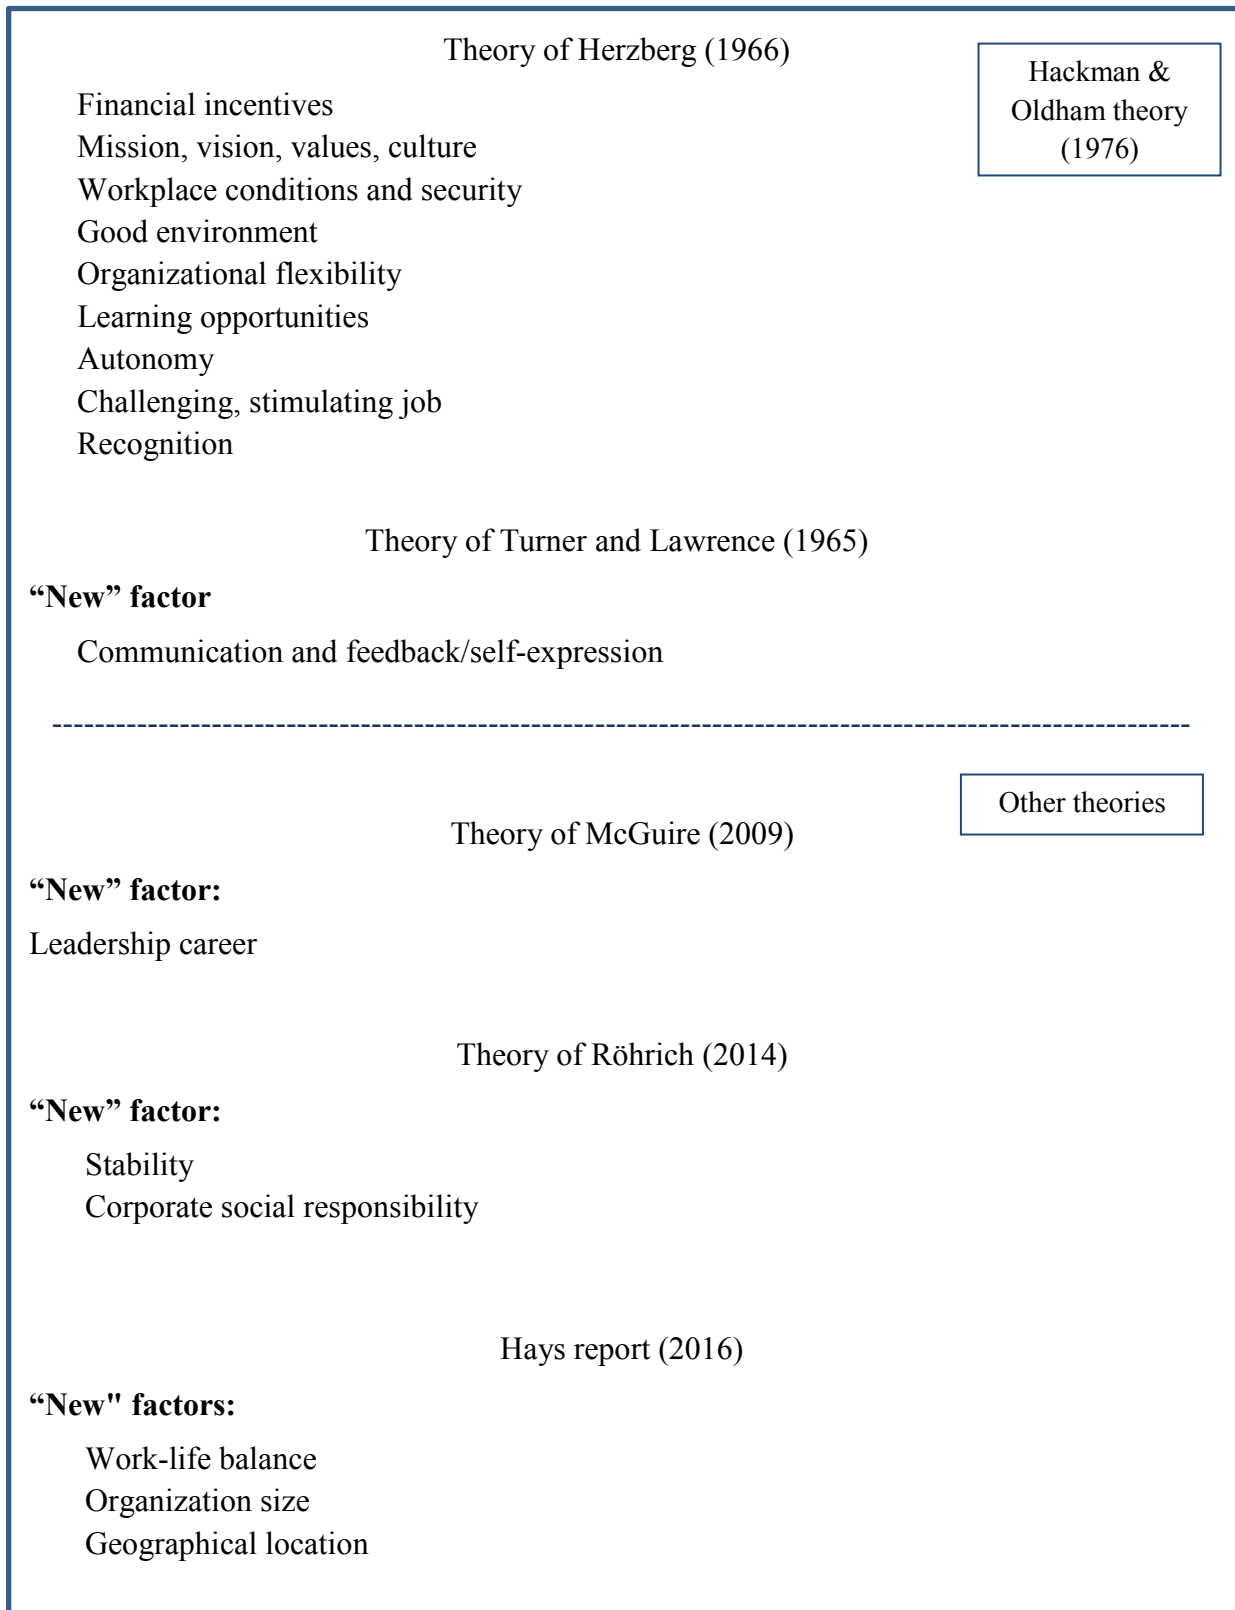 Theory of Herzberg (1966)
Hackman &
Oldham theory
(1976)
Financial incentives
Mission, vision, values, culture
Workplace conditions and security
Good environment
Organizational flexibility
Learning opportunities
Autonomy
Challenging, stimulating job
Recognition
Theory of Turner and Lawrence (1965)
“New” factor
Communication and feedback/self-expression
Other theories
Theory of McGuire (2009)
“New” factor:
Leadership career
Theory of Röhrich (2014)
“New” factor:
Stability
Corporate social responsibility
Hays report (2016)
“New" factors:
Work-life balance
Organization size
Geographical location